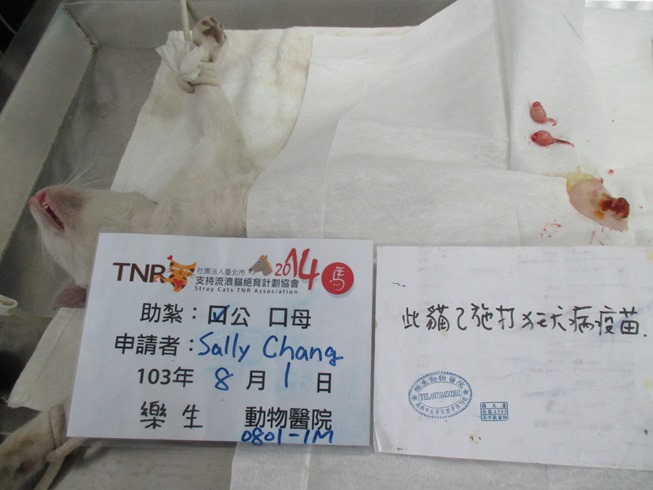 TNR
社團法人臺北市
支持流浪貓絕育計劃協會
Stray Cats TNR Association
2014
馬
助紮：☑公 口母
申請者：Sally Chang
103年 8 月 1 日
樂生 動物醫院
0801-1M
此貓已施打狂犬病疫苗.